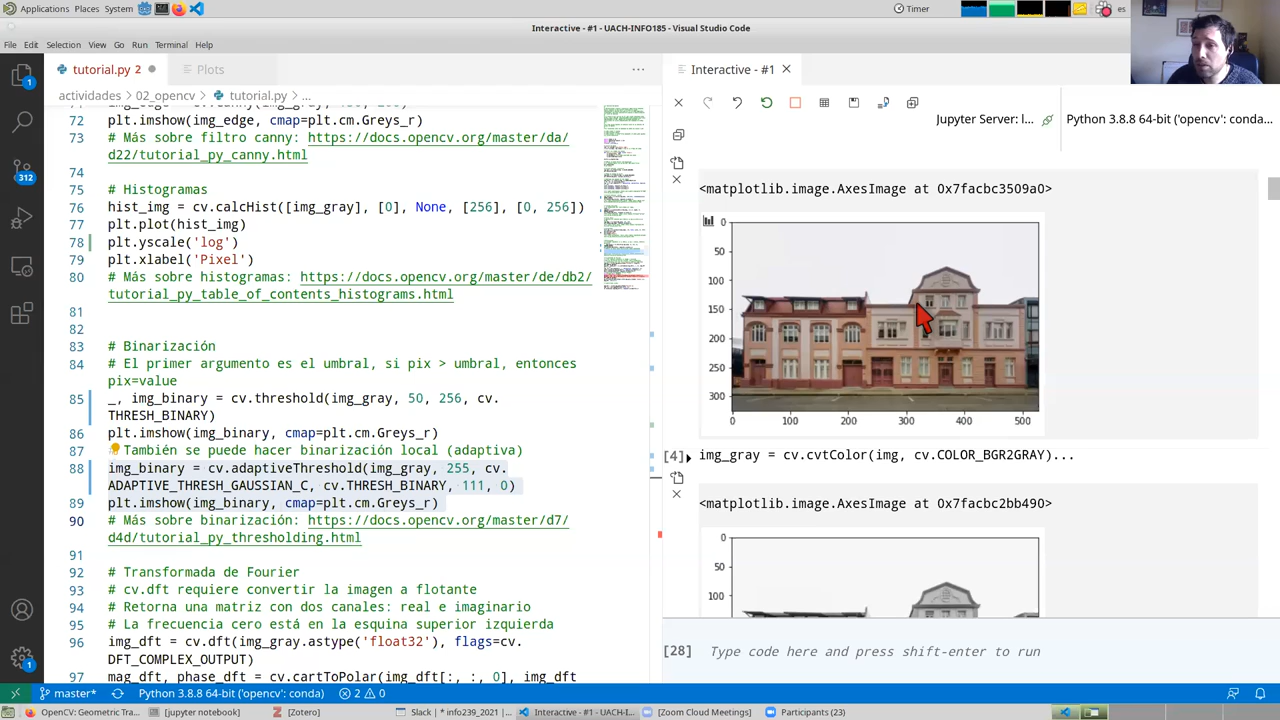 Applications Places System
Timer
es
Interactive - #1 - UACH-INFO185 - Visual Studio Code
File Edit Selection View Go Run Terminal Help
tutorial.py 2
Plots
Interactive - #1
actividades > 02_opencv > tutorial.py > ...
Jupyter Server: l...
Python 3.8.8 64-bit ('opencv': conda...
72 plt.imshow(img_edge, cmap=plt.cm.Greys_r)
73 # Más sobre filtro canny: https://docs.opencv.org/master/da/
d22/tutorial_py_canny.html
74
75 # Histogramas
76 hist_img = cv.calcHist([img_gray], [0], None, [256], [0, 256])
77 plt.plot(hist_img)
78 plt.yscale('log')
79 plt.xlabel('Pixel')
80 # Más sobre histogramas: https://docs.opencv.org/master/de/db2/
tutorial_py_table_of_contents_histograms.html
81
82
83 # Binarización
84 # El primer argumento es el umbral, si pix > umbral, entonces
pix=value
85 _, img_binary = cv.threshold(img_gray, 50, 256, cv.
THRESH_BINARY)
86 plt.imshow(img_binary, cmap=plt.cm.Greys_r)
87 # También se puede hacer binarización local (adaptiva)
88 img_binary = cv.adaptiveThreshold(img_gray, 255, cv.
ADAPTIVE_THRESH_GAUSSIAN_C, cv.THRESH_BINARY, 111, 0)
89 plt.imshow(img_binary, cmap=plt.cm.Greys_r)
90 # Más sobre binarización: https://docs.opencv.org/master/d7/
d4d/tutorial_py_thresholding.html
91
92 # Transformada de Fourier
93 # cv.dft requiere convertir la imagen a flotante
94 # Retorna una matriz con dos canales: real e imaginario
95 # La frecuencia cero está en la esquina superior izquierda
96 img_dft = cv.dft(img_gray.astype('float32'), flags=cv.
DFT_COMPLEX_OUTPUT)
97 mag_dft, phase_dft = cv.cartToPolar(img_dft[:, :, 0], img_dft
1
312
1
<matplotlib.image.AxesImage at 0x7facbc3509a0>
0
50
100
150
200
250
300
0 100 200 300 400 500
[4] img_gray = cv.cvtColor(img, cv.COLOR_BGR2GRAY)...
<matplotlib.image.AxesImage at 0x7facbc2bb490>
0
50
100
[28] Type code here and press shift-enter to run
master* Python 3.8.8 64-bit ('opencv': conda) 2 0
OpenCV: Geometric Tra...
[jupyter notebook]
[Zotero]
Slack | * info239_2021 |...
Interactive - #1 - UACH-I...
[Zoom Cloud Meetings]
Participants (23)